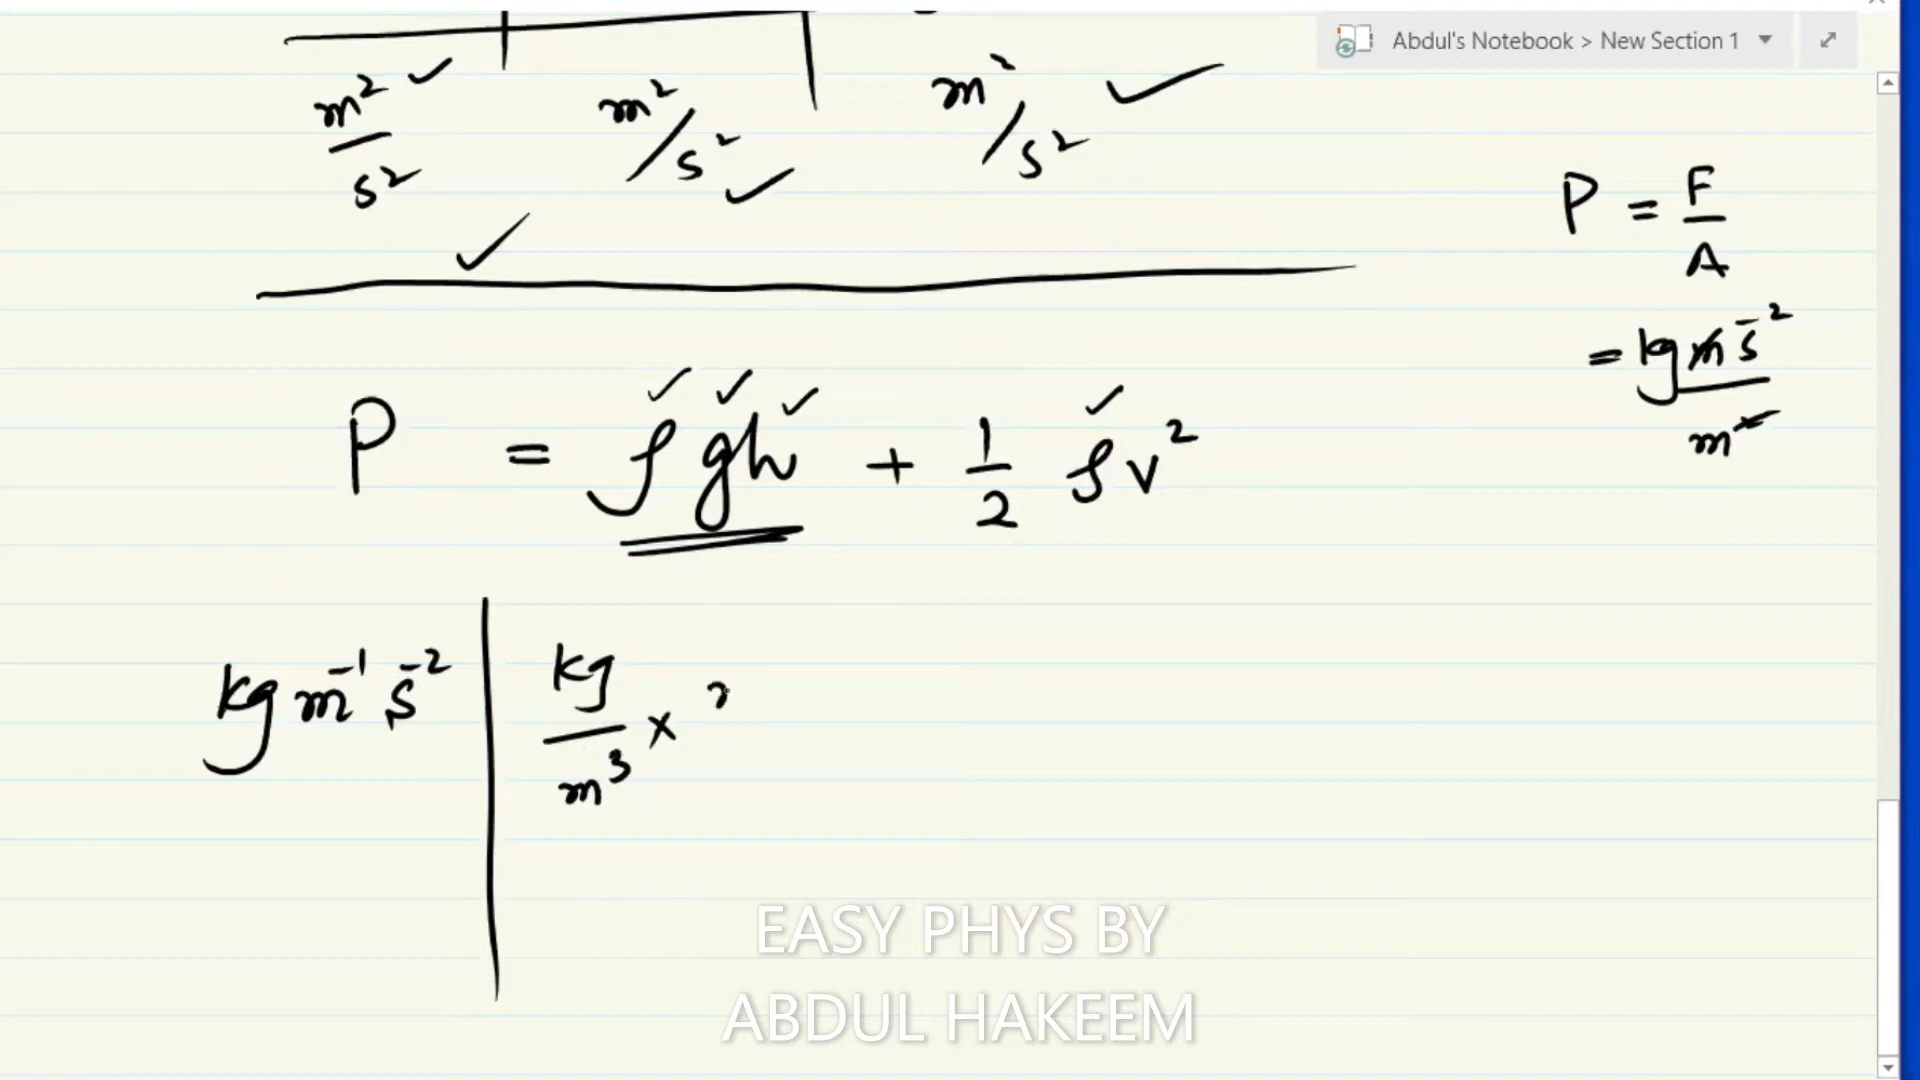 Abdul's Notebook > New Section 1
m² ✓ / s²
m² / s² ✓
m² / s² ✓
✓
P = F / A
= kg m s⁻² / m²
P = ρgh + 1/2 ρv²
kg m⁻¹ s⁻²
kg / m³ ×
EASY PHYS BY
ABDUL HAKEEM